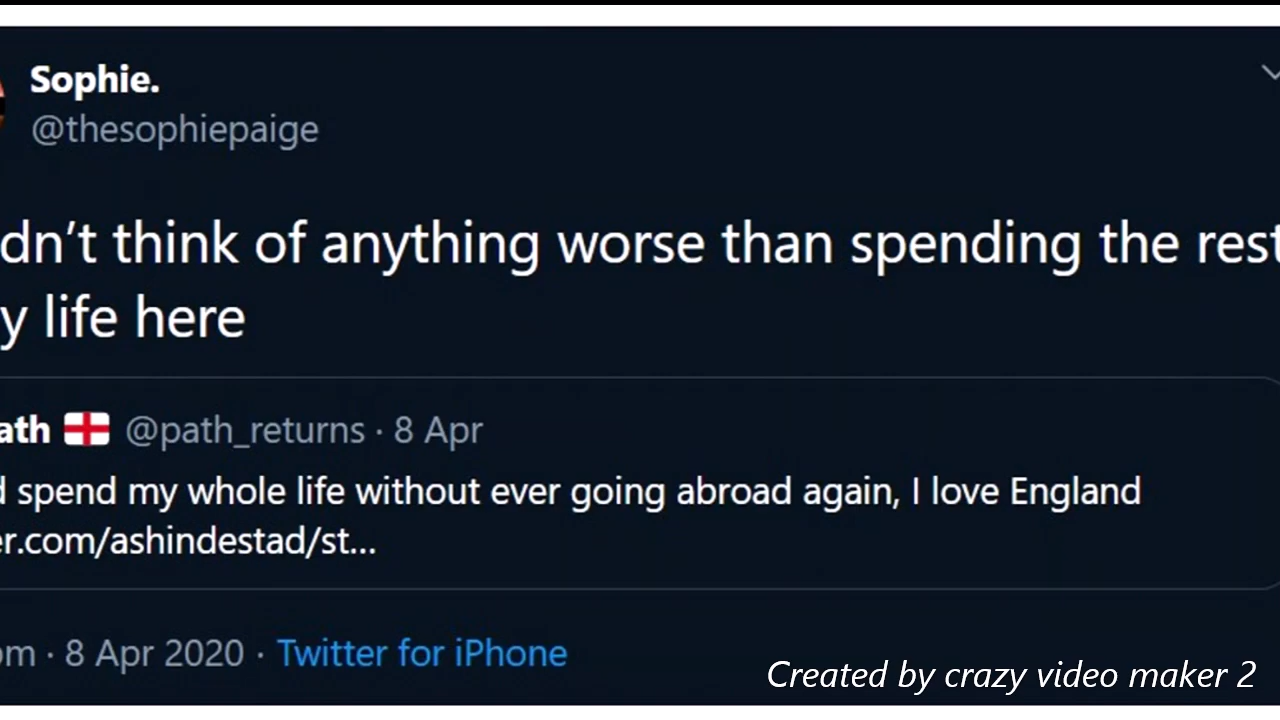 Sophie.
@thesophiepaige
dn’t think of anything worse than spending the rest
y life here
ath @path_returns · 8 Apr
d spend my whole life without ever going abroad again, I love England
er.com/ashindestad/st...
om · 8 Apr 2020 · Twitter for iPhone
Created by crazy video maker 2